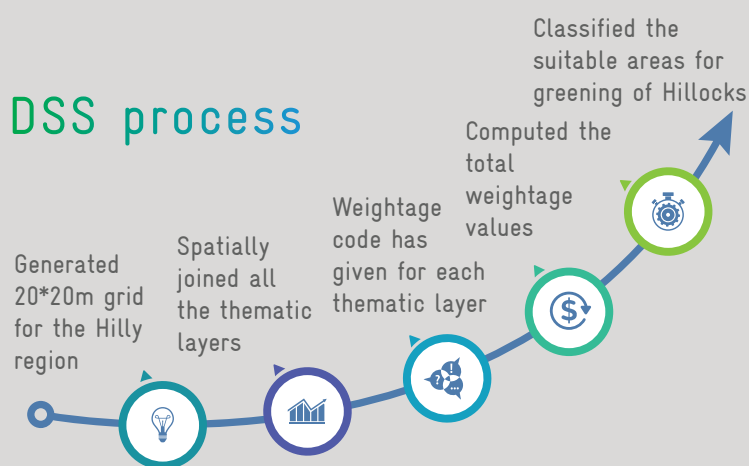 DSS process
Generated
20*20m grid
for the Hilly
region
Spatially
joined all
the thematic
layers
Weightage
code has
given for each
thematic layer
Computed the
total
weightage
values
Classified the
suitable areas for
greening of Hillocks
?
!
...
$